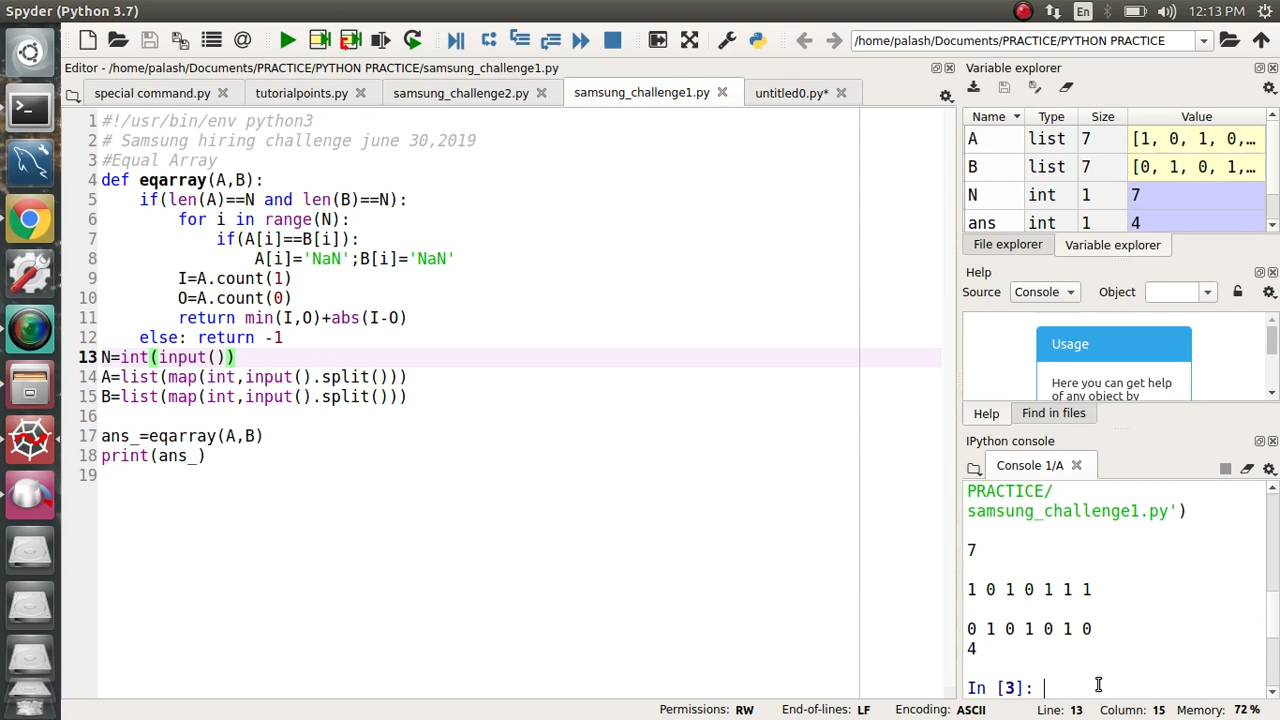 Spyder (Python 3.7)
En
12:13 PM
/home/palash/Documents/PRACTICE/PYTHON PRACTICE
Editor - /home/palash/Documents/PRACTICE/PYTHON PRACTICE/samsung_challenge1.py
special command.py
tutorialpoints.py
samsung_challenge2.py
samsung_challenge1.py
untitled0.py*
1 #!/usr/bin/env python3
2 # Samsung hiring challenge june 30,2019
3 #Equal Array
4 def eqarray(A,B):
5 if(len(A)==N and len(B)==N):
6 for i in range(N):
7 if(A[i]==B[i]):
8 A[i]='NaN';B[i]='NaN'
9 I=A.count(1)
10 O=A.count(0)
11 return min(I,O)+abs(I-O)
12 else: return -1
13 N=int(input())
14 A=list(map(int,input().split()))
15 B=list(map(int,input().split()))
16
17 ans_=eqarray(A,B)
18 print(ans_)
19
Variable explorer
Name Type Size Value
A list 7 [1, 0, 1, 0,…
B list 7 [0, 1, 0, 1,…
N int 1 7
ans int 1 4
File explorer Variable explorer
Help
Source Console Object
Usage
Here you can get help
of any object by
Help Find in files
IPython console
Console 1/A
PRACTICE/
samsung_challenge1.py')
7
1 0 1 0 1 1 1
0 1 0 1 0 1 0
4
In [3]:
Permissions: RW End-of-lines: LF Encoding: ASCII Line: 13 Column: 15 Memory: 72 %